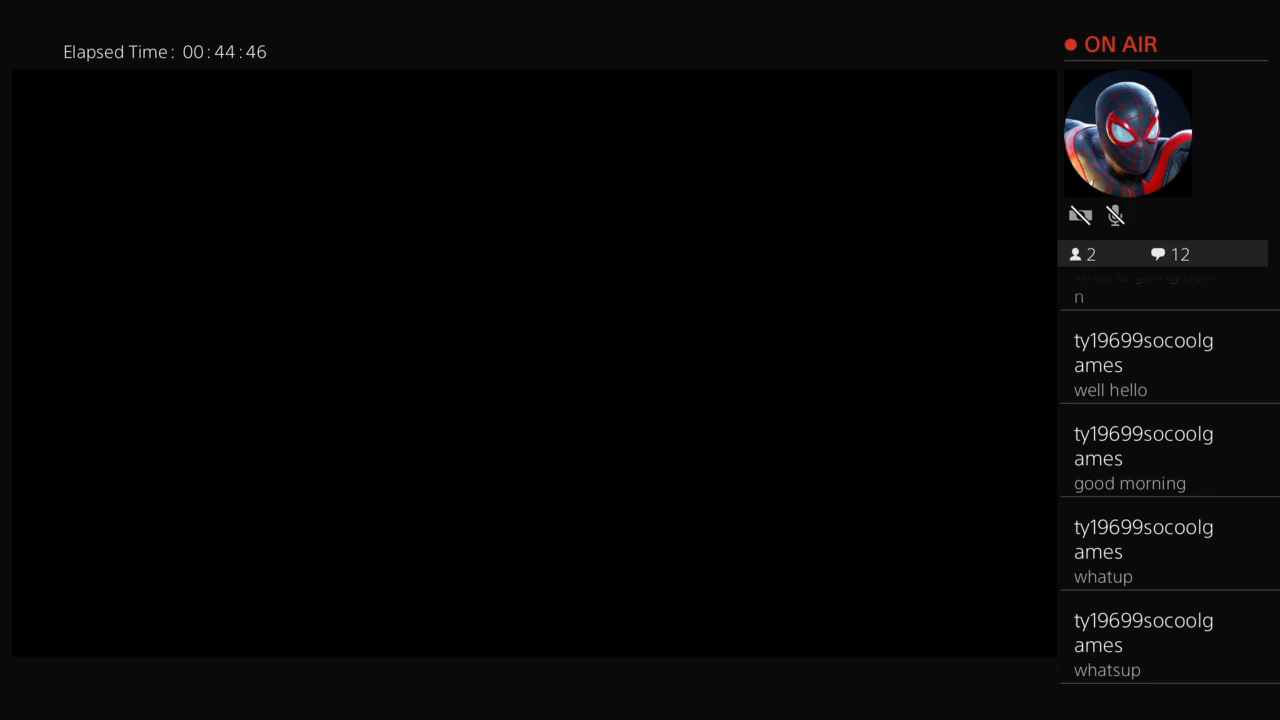 Elapsed Time: 00:44:46
ON AIR
2 12
n
ty19699socoolg
ames
well hello
ty19699socoolg
ames
good morning
ty19699socoolg
ames
whatup
ty19699socoolg
ames
whatsup